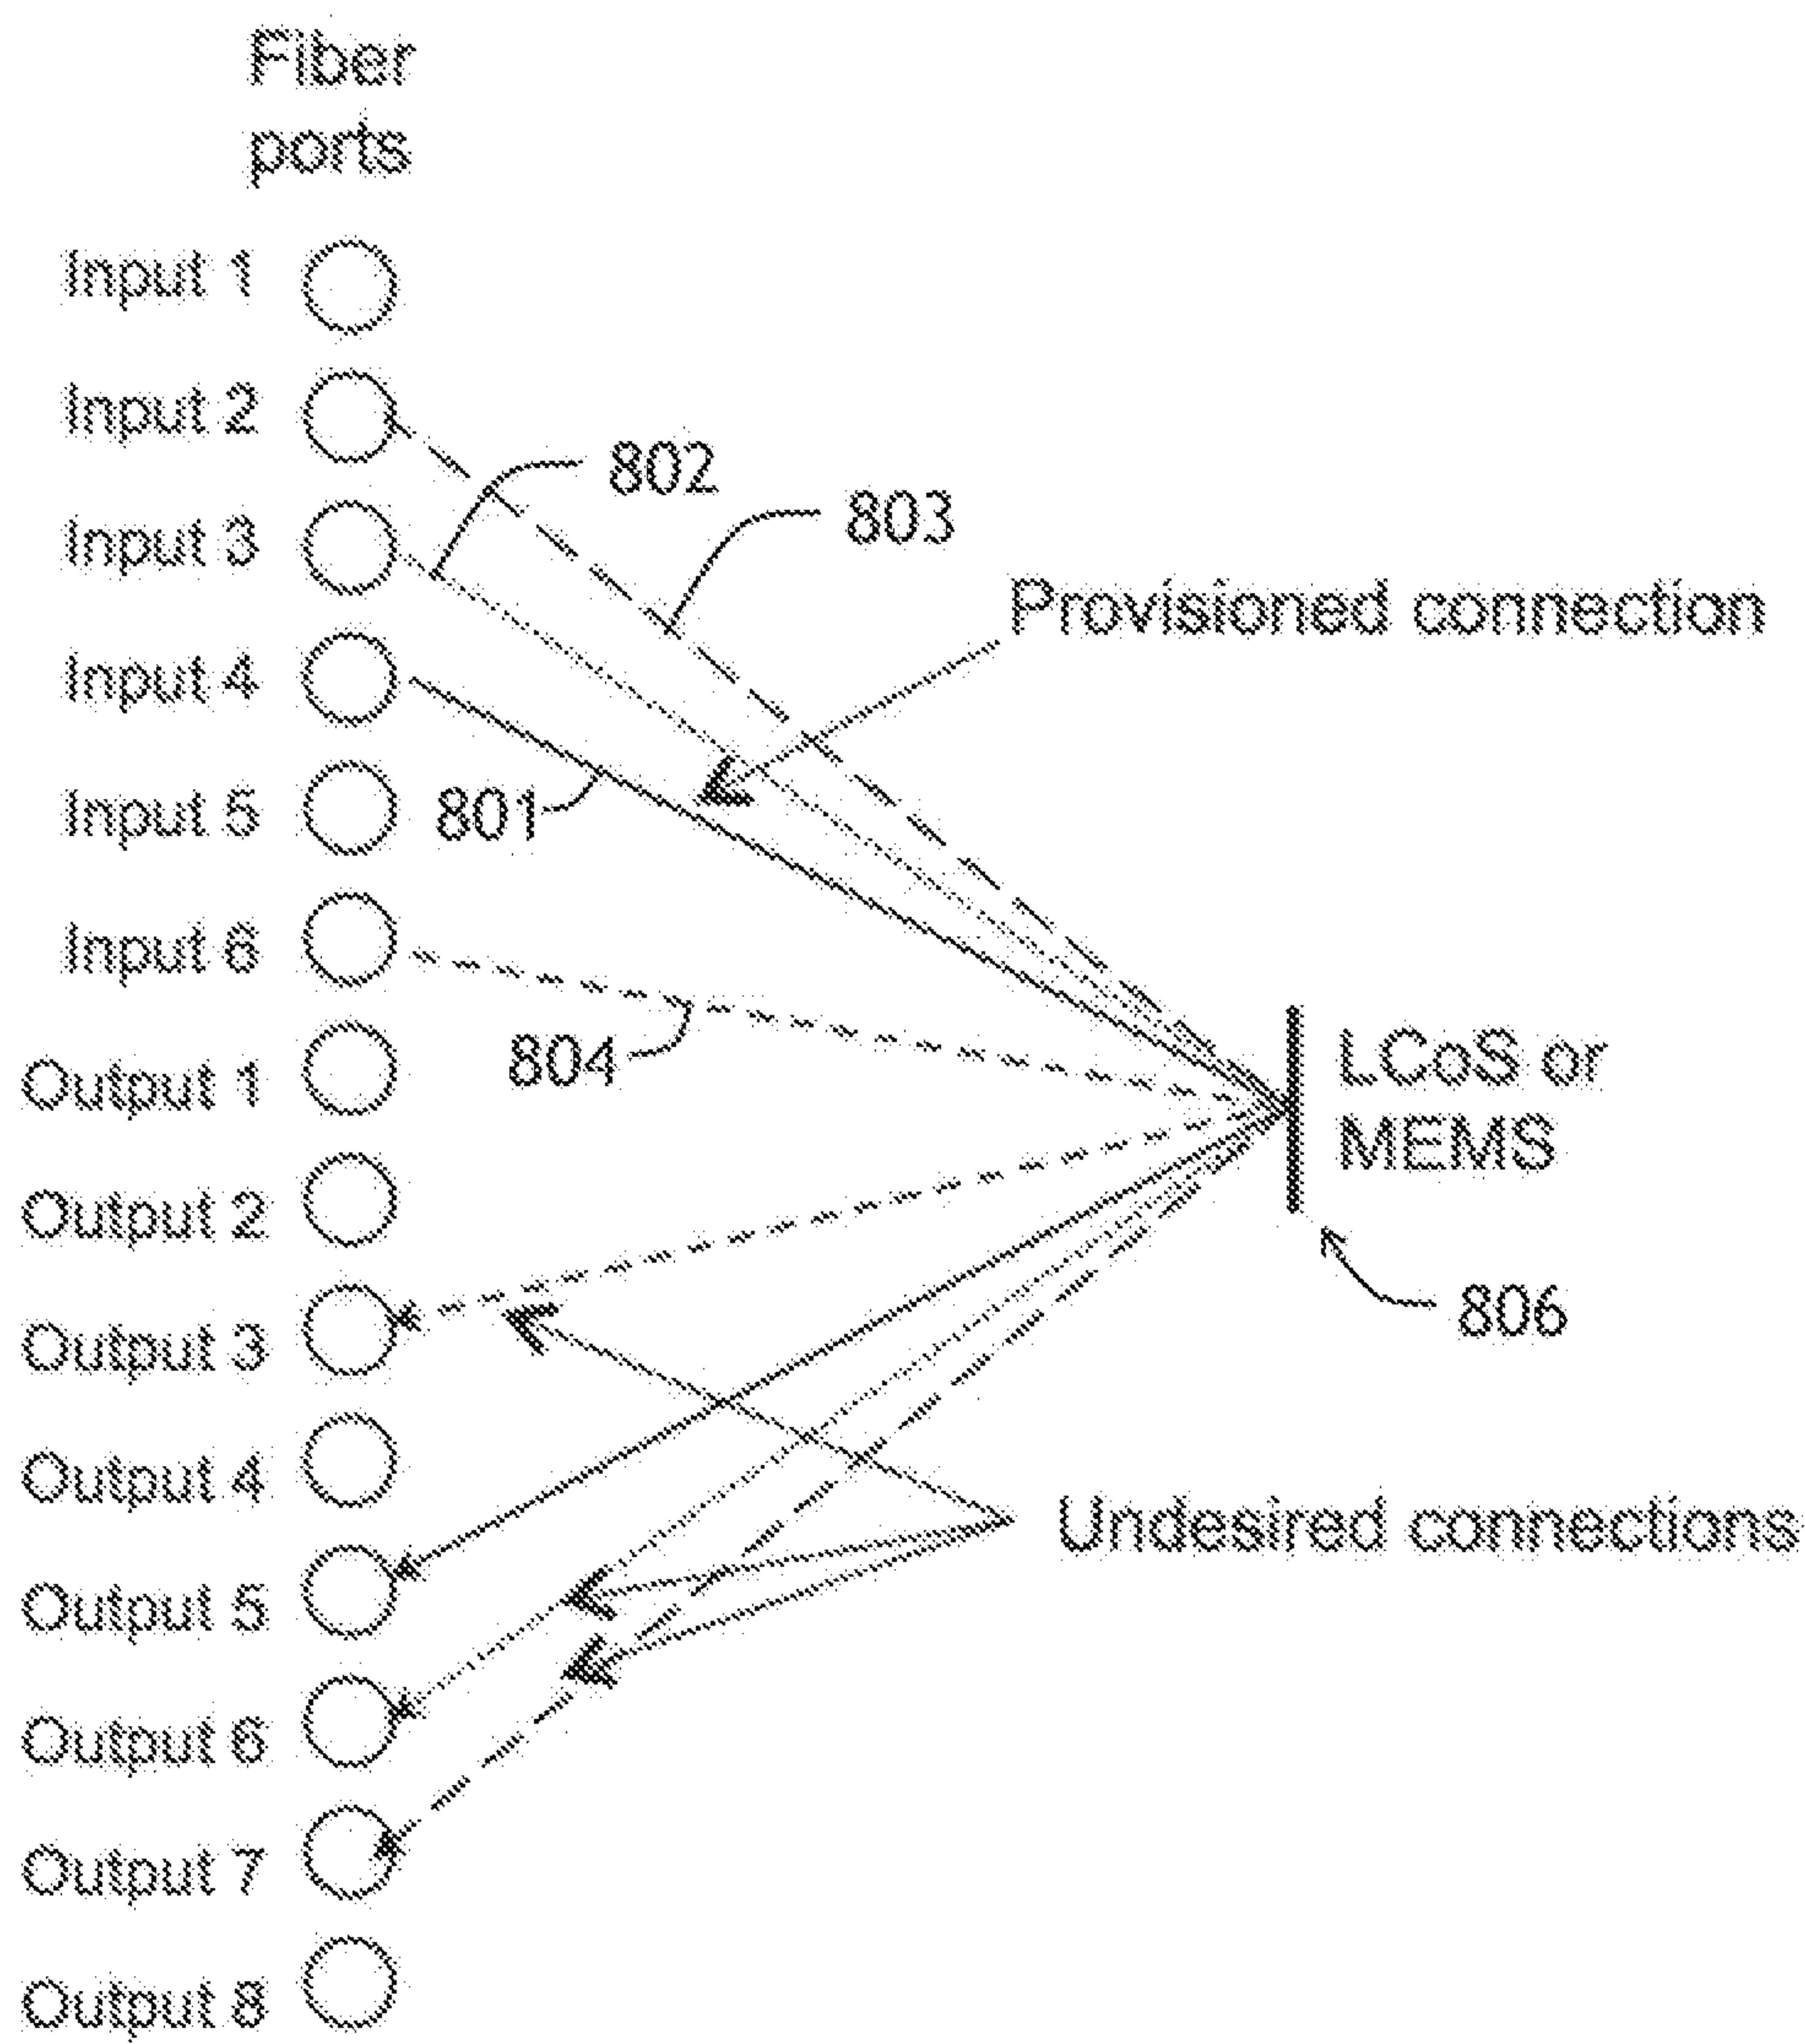 Fiber
ports
Input 1
Input 2
802
803
Input 3
Provisioned connection
Input 4
Input 5
801
Input 6
Output 1
804
LCoS or
MEMS
Output 2
Output 3
806
Output 4
Undesired connections
Output 5
Output 6
Output 7
Output 8